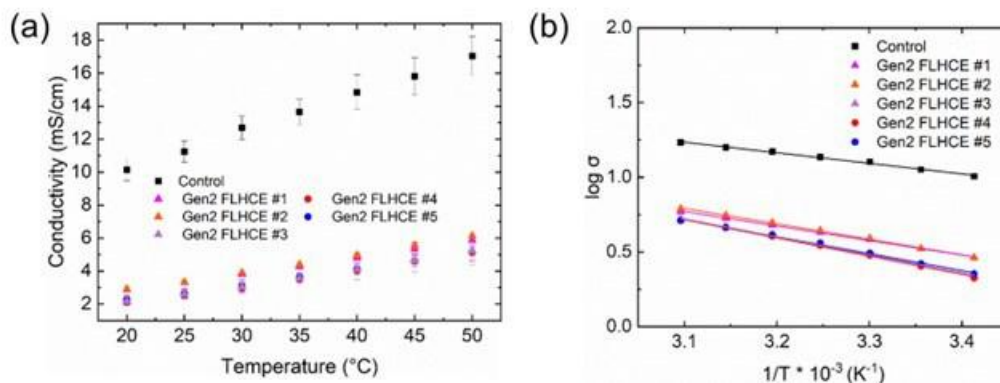 (a)
18
16
14
12
10
8
6
4
2
Conductivity (mS/cm)
Control
Gen2 FLHCE #1
Gen2 FLHCE #4
Gen2 FLHCE #2
Gen2 FLHCE #5
Gen2 FLHCE #3
20 25 30 35 40 45 50
Temperature (°C)
(b)
2.0
1.5
1.0
0.5
0.0
log σ
Control
Gen2 FLHCE #1
Gen2 FLHCE #2
Gen2 FLHCE #3
Gen2 FLHCE #4
Gen2 FLHCE #5
3.1 3.2 3.3 3.4
1/T * 10⁻³ (K⁻¹)